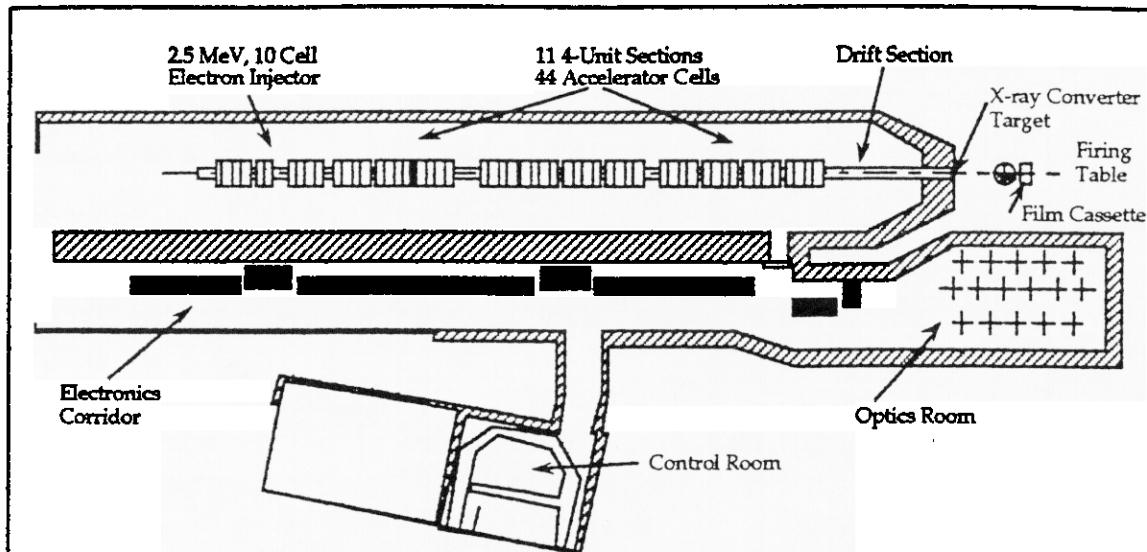 2.5 MeV, 10 Cell
Electron Injector
11 4-Unit Sections
44 Accelerator Cells
Drift Section
X-ray Converter
Target
Firing
Table
Film Cassette
Electronics
Corridor
Optics Room
Control Room